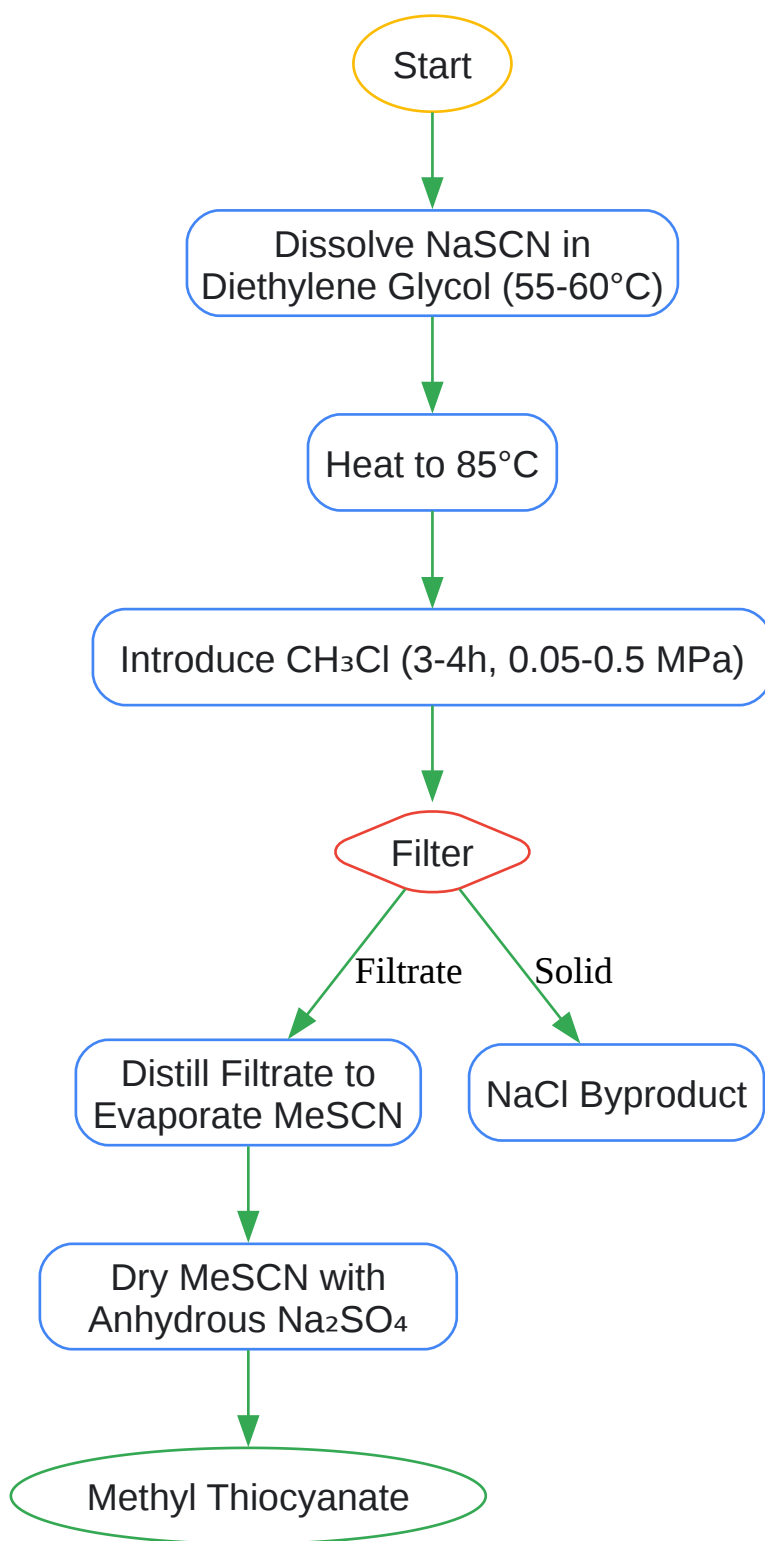 Start
Dissolve NaSCN in
Diethylene Glycol (55-60°C)
Heat to 85°C
Introduce CH₃Cl (3-4h, 0.05-0.5 MPa)
Filter
Filtrate
Solid
Distill Filtrate to
Evaporate MeSCN
NaCl Byproduct
Dry MeSCN with
Anhydrous Na₂SO₄
Methyl Thiocyanate